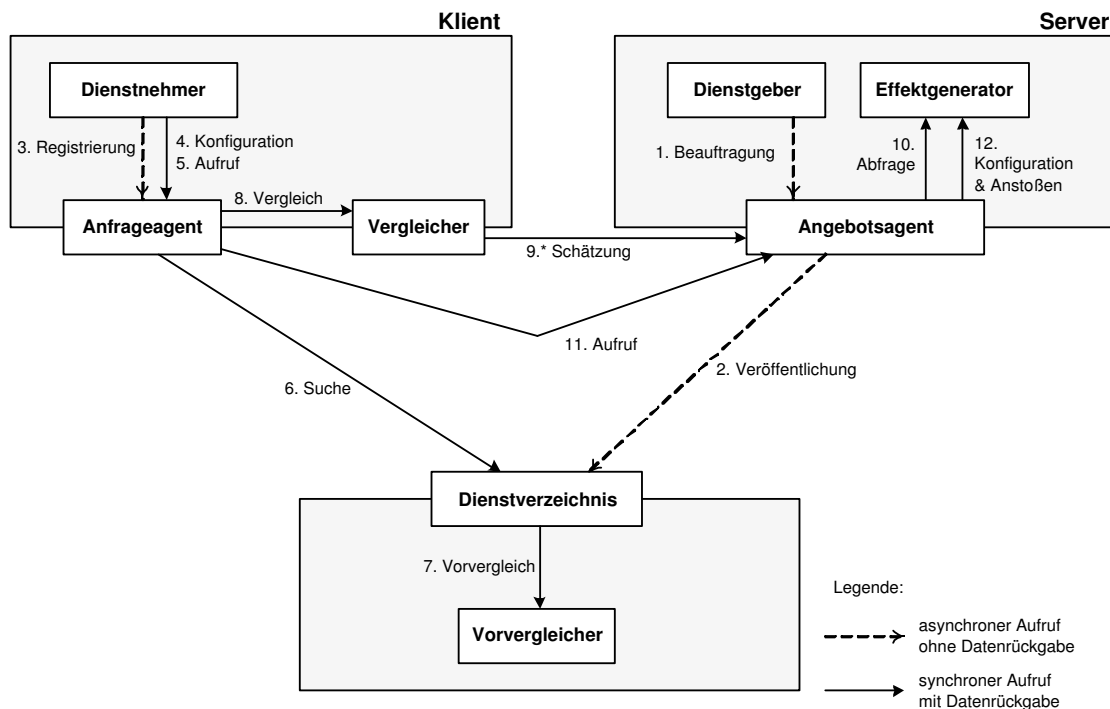 Klient
Server
Dienstnehmer
Dienstgeber
Effektgenerator
3. Registrierung
4. Konfiguration
5. Aufruf
1. Beauftragung
10.
Abfrage
12.
Konfiguration
& Anstoßen
8. Vergleich
Anfrageagent
Vergleicher
Angebotsagent
9.* Schätzung
11. Aufruf
2. Veröffentlichung
6. Suche
Dienstverzeichnis
7. Vorvergleich
Vorvergleicher
Legende:
asynchroner Aufruf
ohne Datenrückgabe
synchroner Aufruf
mit Datenrückgabe